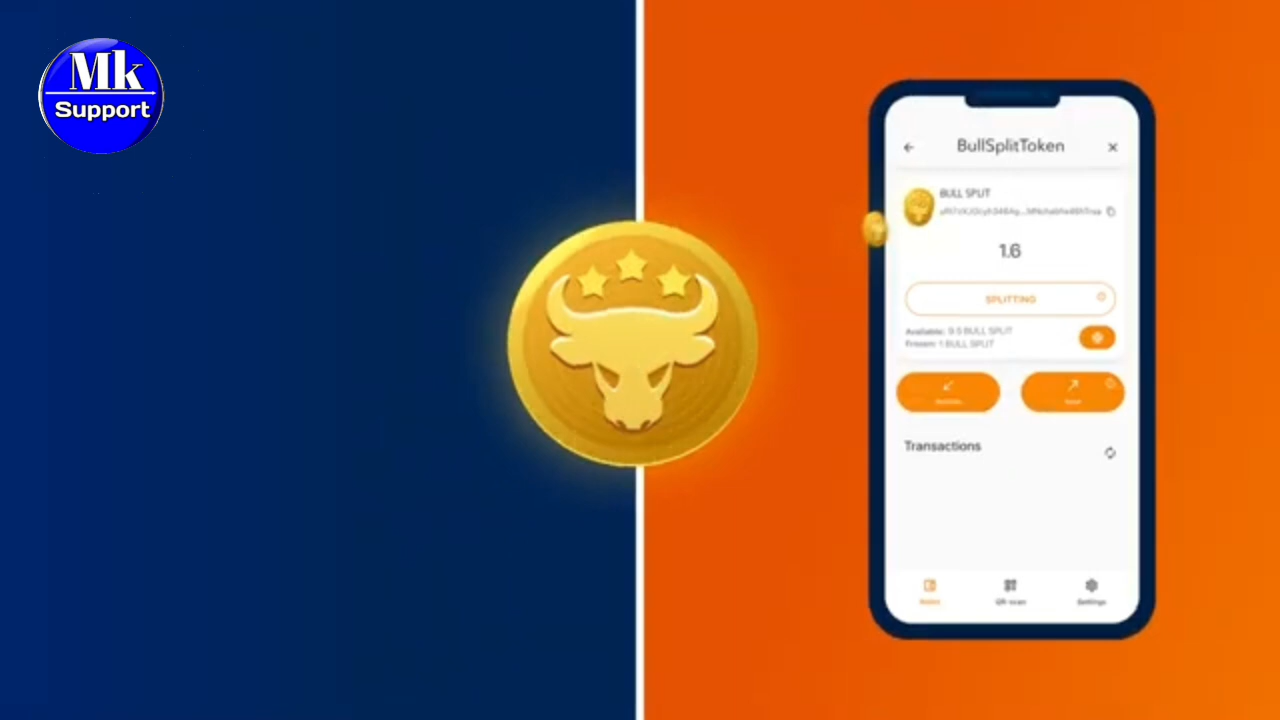 Mk
Support
BullSplitToken
BULL SPLIT
1.6
SPLITTING
Available: 9.5 BULL SPLIT
Frozen: 1 BULL SPLIT
Transactions
Wallet
QR scan
Settings